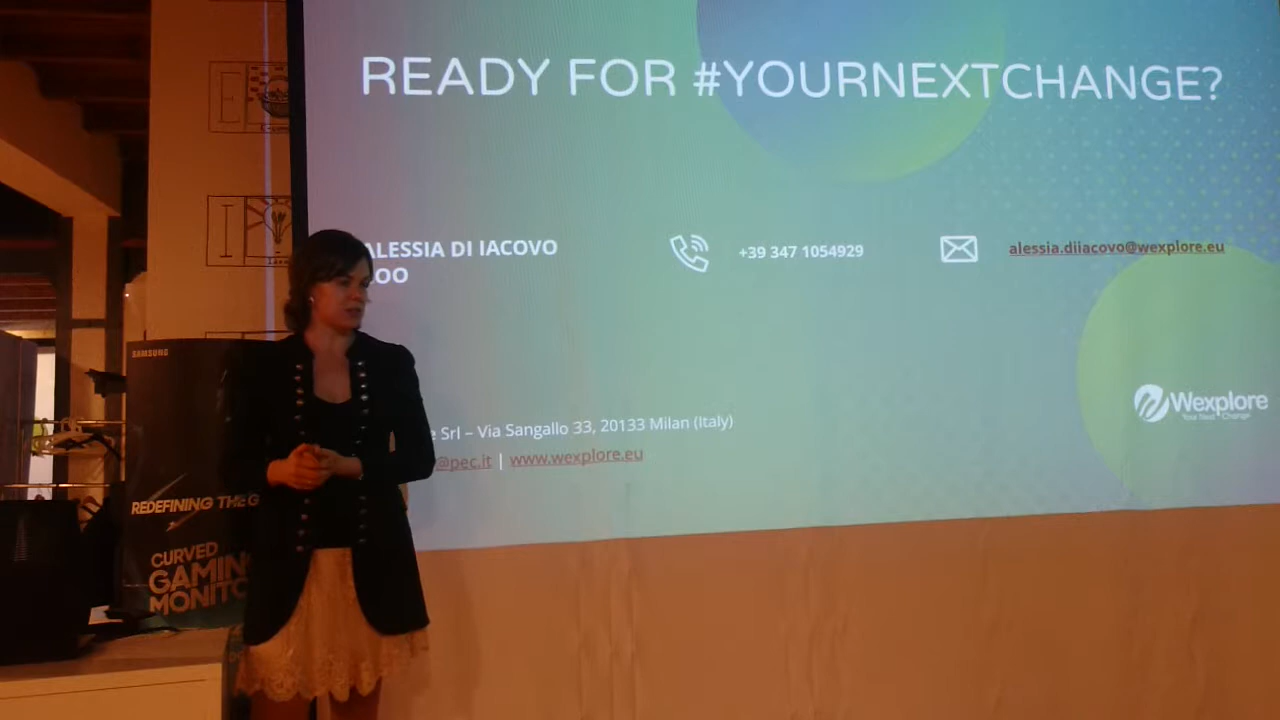 READY FOR #YOURNEXTCHANGE?
ALESSIA DI IACOVO
OO
+39 347 1054929
alessia.diiacovo@wexplore.eu
Wexplore
Your Next Change
e Srl – Via Sangallo 33, 20133 Milan (Italy)
@pec.it | www.wexplore.eu
E
I
SAMSUNG
REDEFINING THE G
CURVED
GAMIN
MONITO